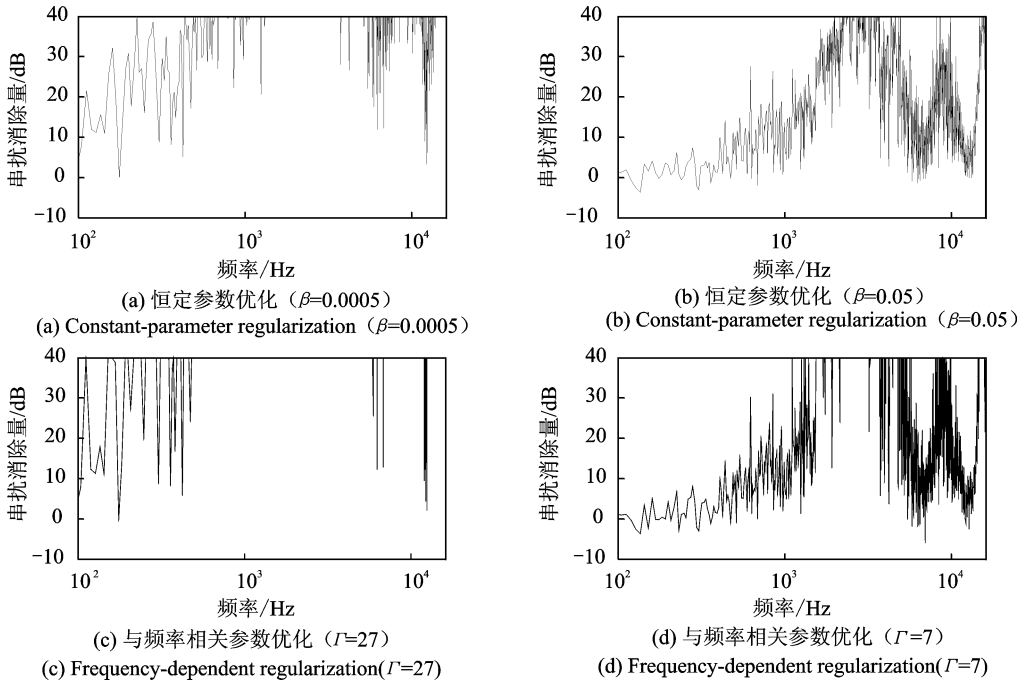 40
30
20
10
0
−10
串扰消除量/dB
10²
10³
10⁴
频率/Hz
(a) 恒定参数优化（β=0.0005）
(a) Constant-parameter regularization（β=0.0005）
40
30
20
10
0
−10
串扰消除量/dB
10²
10³
10⁴
频率/Hz
(b) 恒定参数优化（β=0.05）
(b) Constant-parameter regularization（β=0.05）
40
30
20
10
0
−10
串扰消除量/dB
10²
10³
10⁴
频率/Hz
(c) 与频率相关参数优化（Γ=27）
(c) Frequency-dependent regularization(Γ=27)
40
30
20
10
0
−10
串扰消除量/dB
10²
10³
10⁴
频率/Hz
(d) 与频率相关参数优化（Γ=7）
(d) Frequency-dependent regularization(Γ=7)